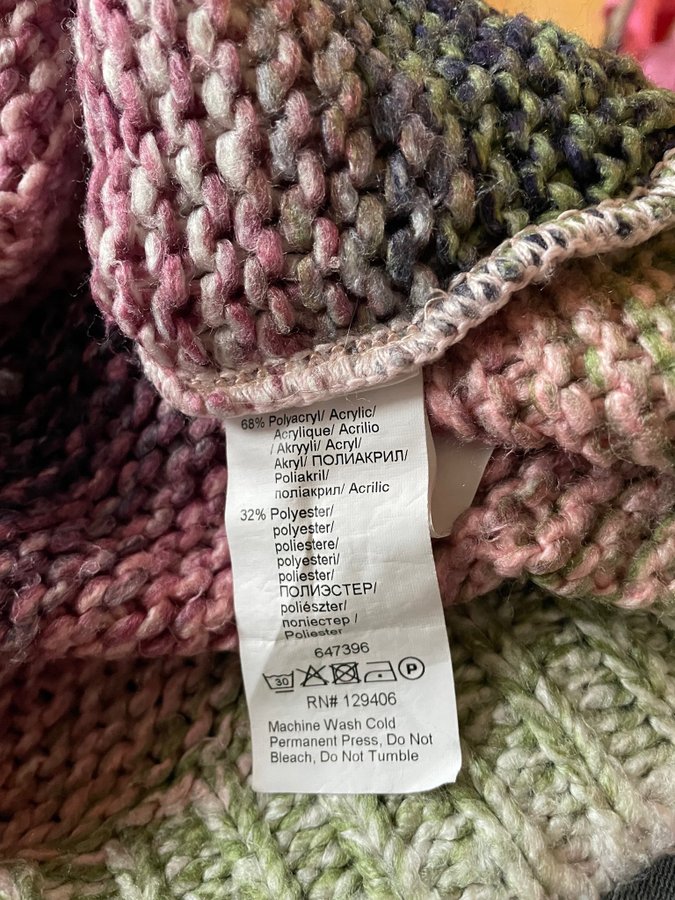 68% Polyacryl/ Acrylic/
Acrylique/ Acrilio
/ Akryyli/ Acryl/
Akryl/ ПОЛИАКРИЛ/
Poliakril/
поліакрил/ Acrilic
32% Polyester/
polyester/
poliestere/
polyesteri/
poliester/
ПОЛИЭСТЕР/
poliészter/
поліестер /
Poliester
647396
30 P
RN# 129406
Machine Wash Cold
Permanent Press, Do Not
Bleach, Do Not Tumble